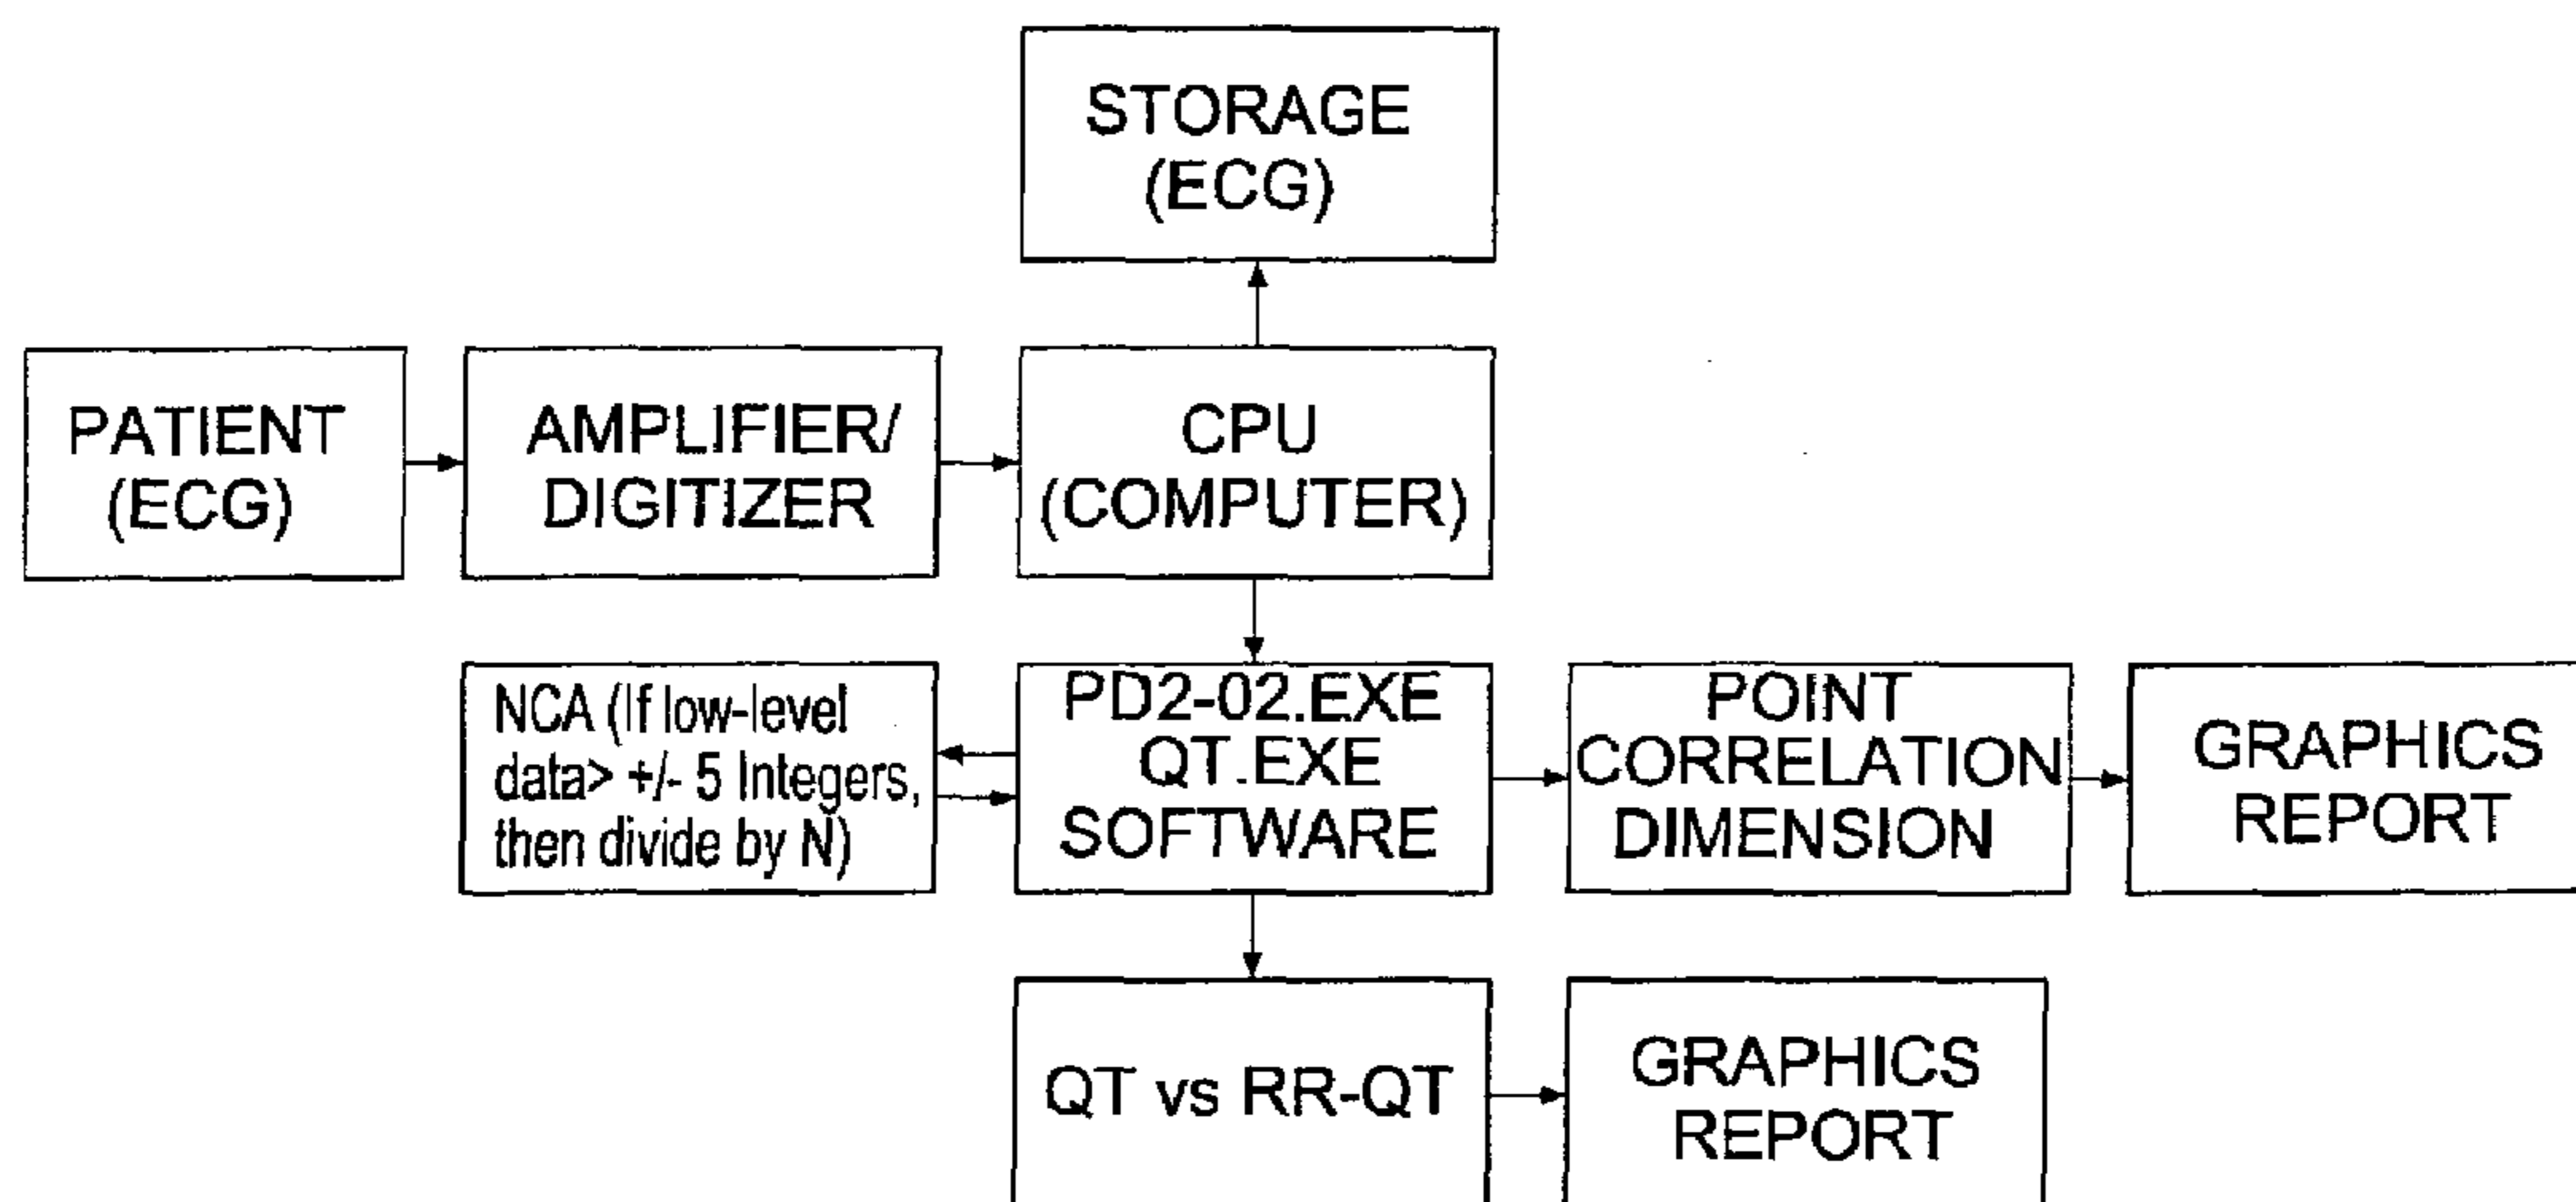 STORAGE
(ECG)
PATIENT
(ECG)
AMPLIFIER/
DIGITIZER
CPU
(COMPUTER)
NCA (If low-level
data> +/- 5 Integers,
then divide by N)
PD2-02.EXE
QT.EXE
SOFTWARE
POINT
CORRELATION
DIMENSION
GRAPHICS
REPORT
QT vs RR-QT
GRAPHICS
REPORT